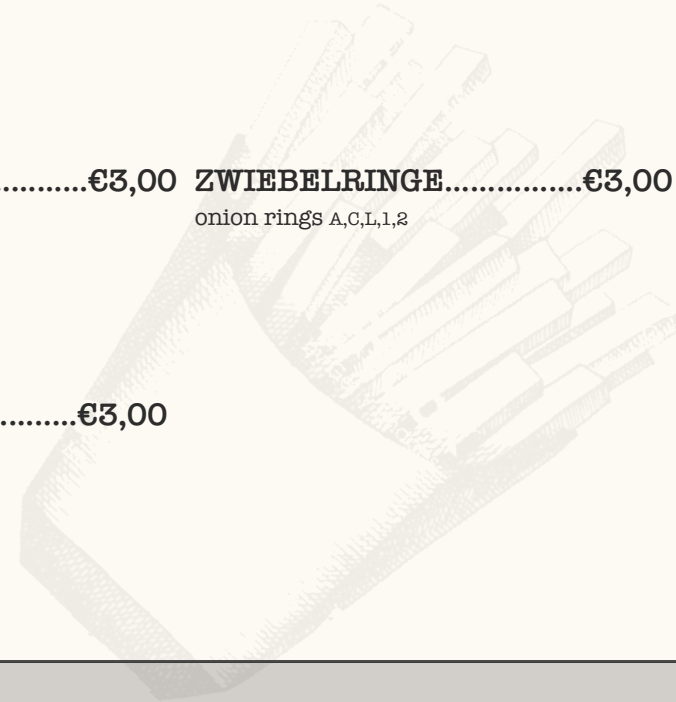 ...........€3,00 ZWIEBELRINGE................€3,00
onion rings A,C,L,1,2
.........€3,00